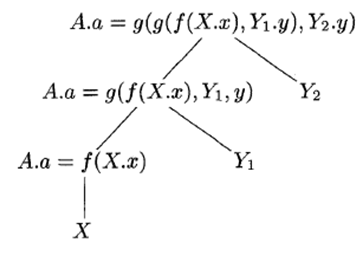 A.a = g(g(f(X.x), Y₁.y), Y₂.y)
A.a = g(f(X.x), Y₁,y) Y₂
A.a = f(X.x) Y₁
X